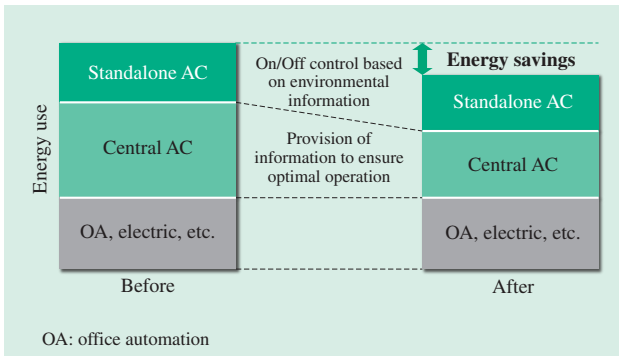 Energy use
Standalone AC
Central AC
OA, electric, etc.
Before
On/Off control based
on environmental
information
Provision of
information to ensure
optimal operation
Energy savings
Standalone AC
Central AC
OA, electric, etc.
After
OA: office automation